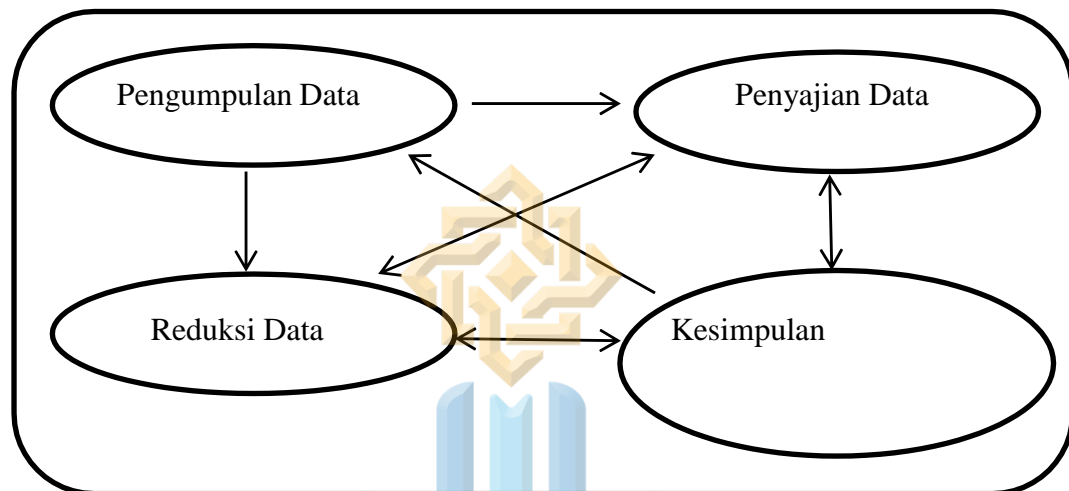 Pengumpulan Data
Penyajian Data
Reduksi Data
Kesimpulan